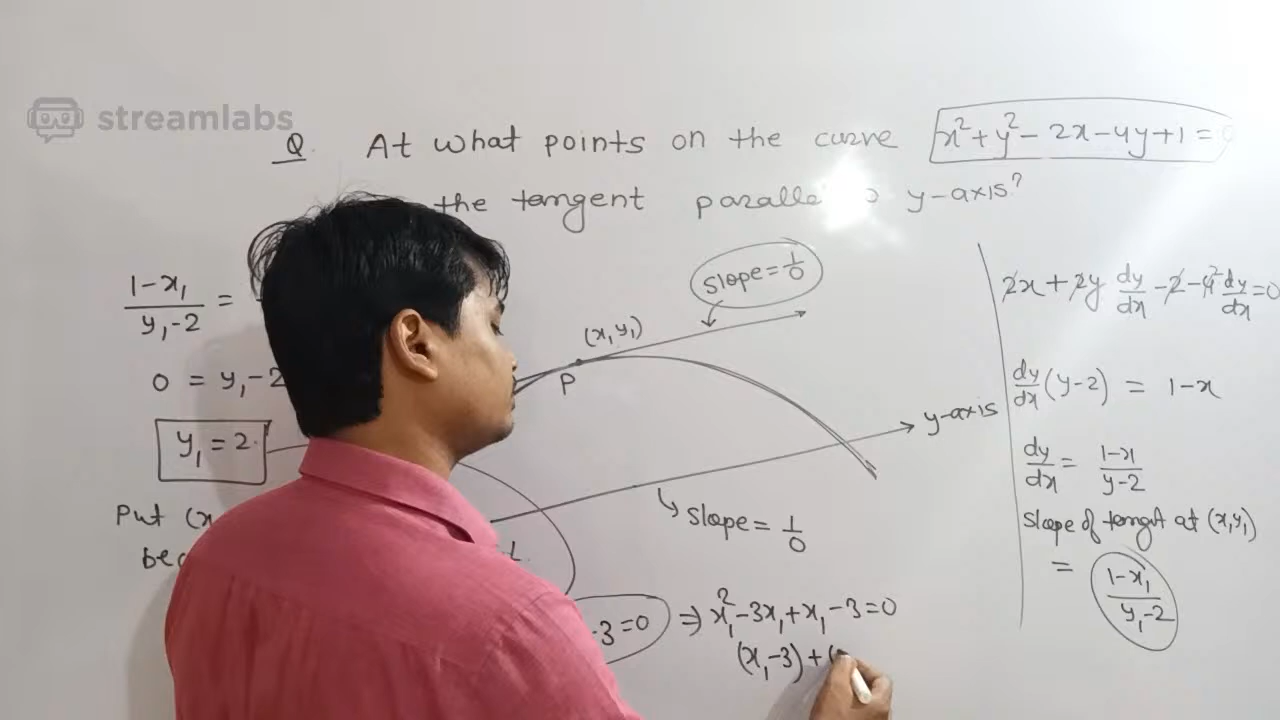 streamlabs
Q. At what points on the curve x²+y²-2x-4y+1=0
the tangent parallel y-axis?
(1-x₁)/(y₁-2) =
0 = y₁-2
y₁=2
Put (x
slope=1/0
(x₁,y₁)
P
y-axis
slope=1/0
-3=0 ⇒ x₁²-3x₁+x₁-3=0
(x₁-3)+(
2x+2y dy/dx-2-4 2 dy/dx=0
dy/dx(y-2) = 1-x
dy/dx = (1-x)/(y-2)
slope of tangent at (x₁,y₁)
= (1-x₁)/(y₁-2)